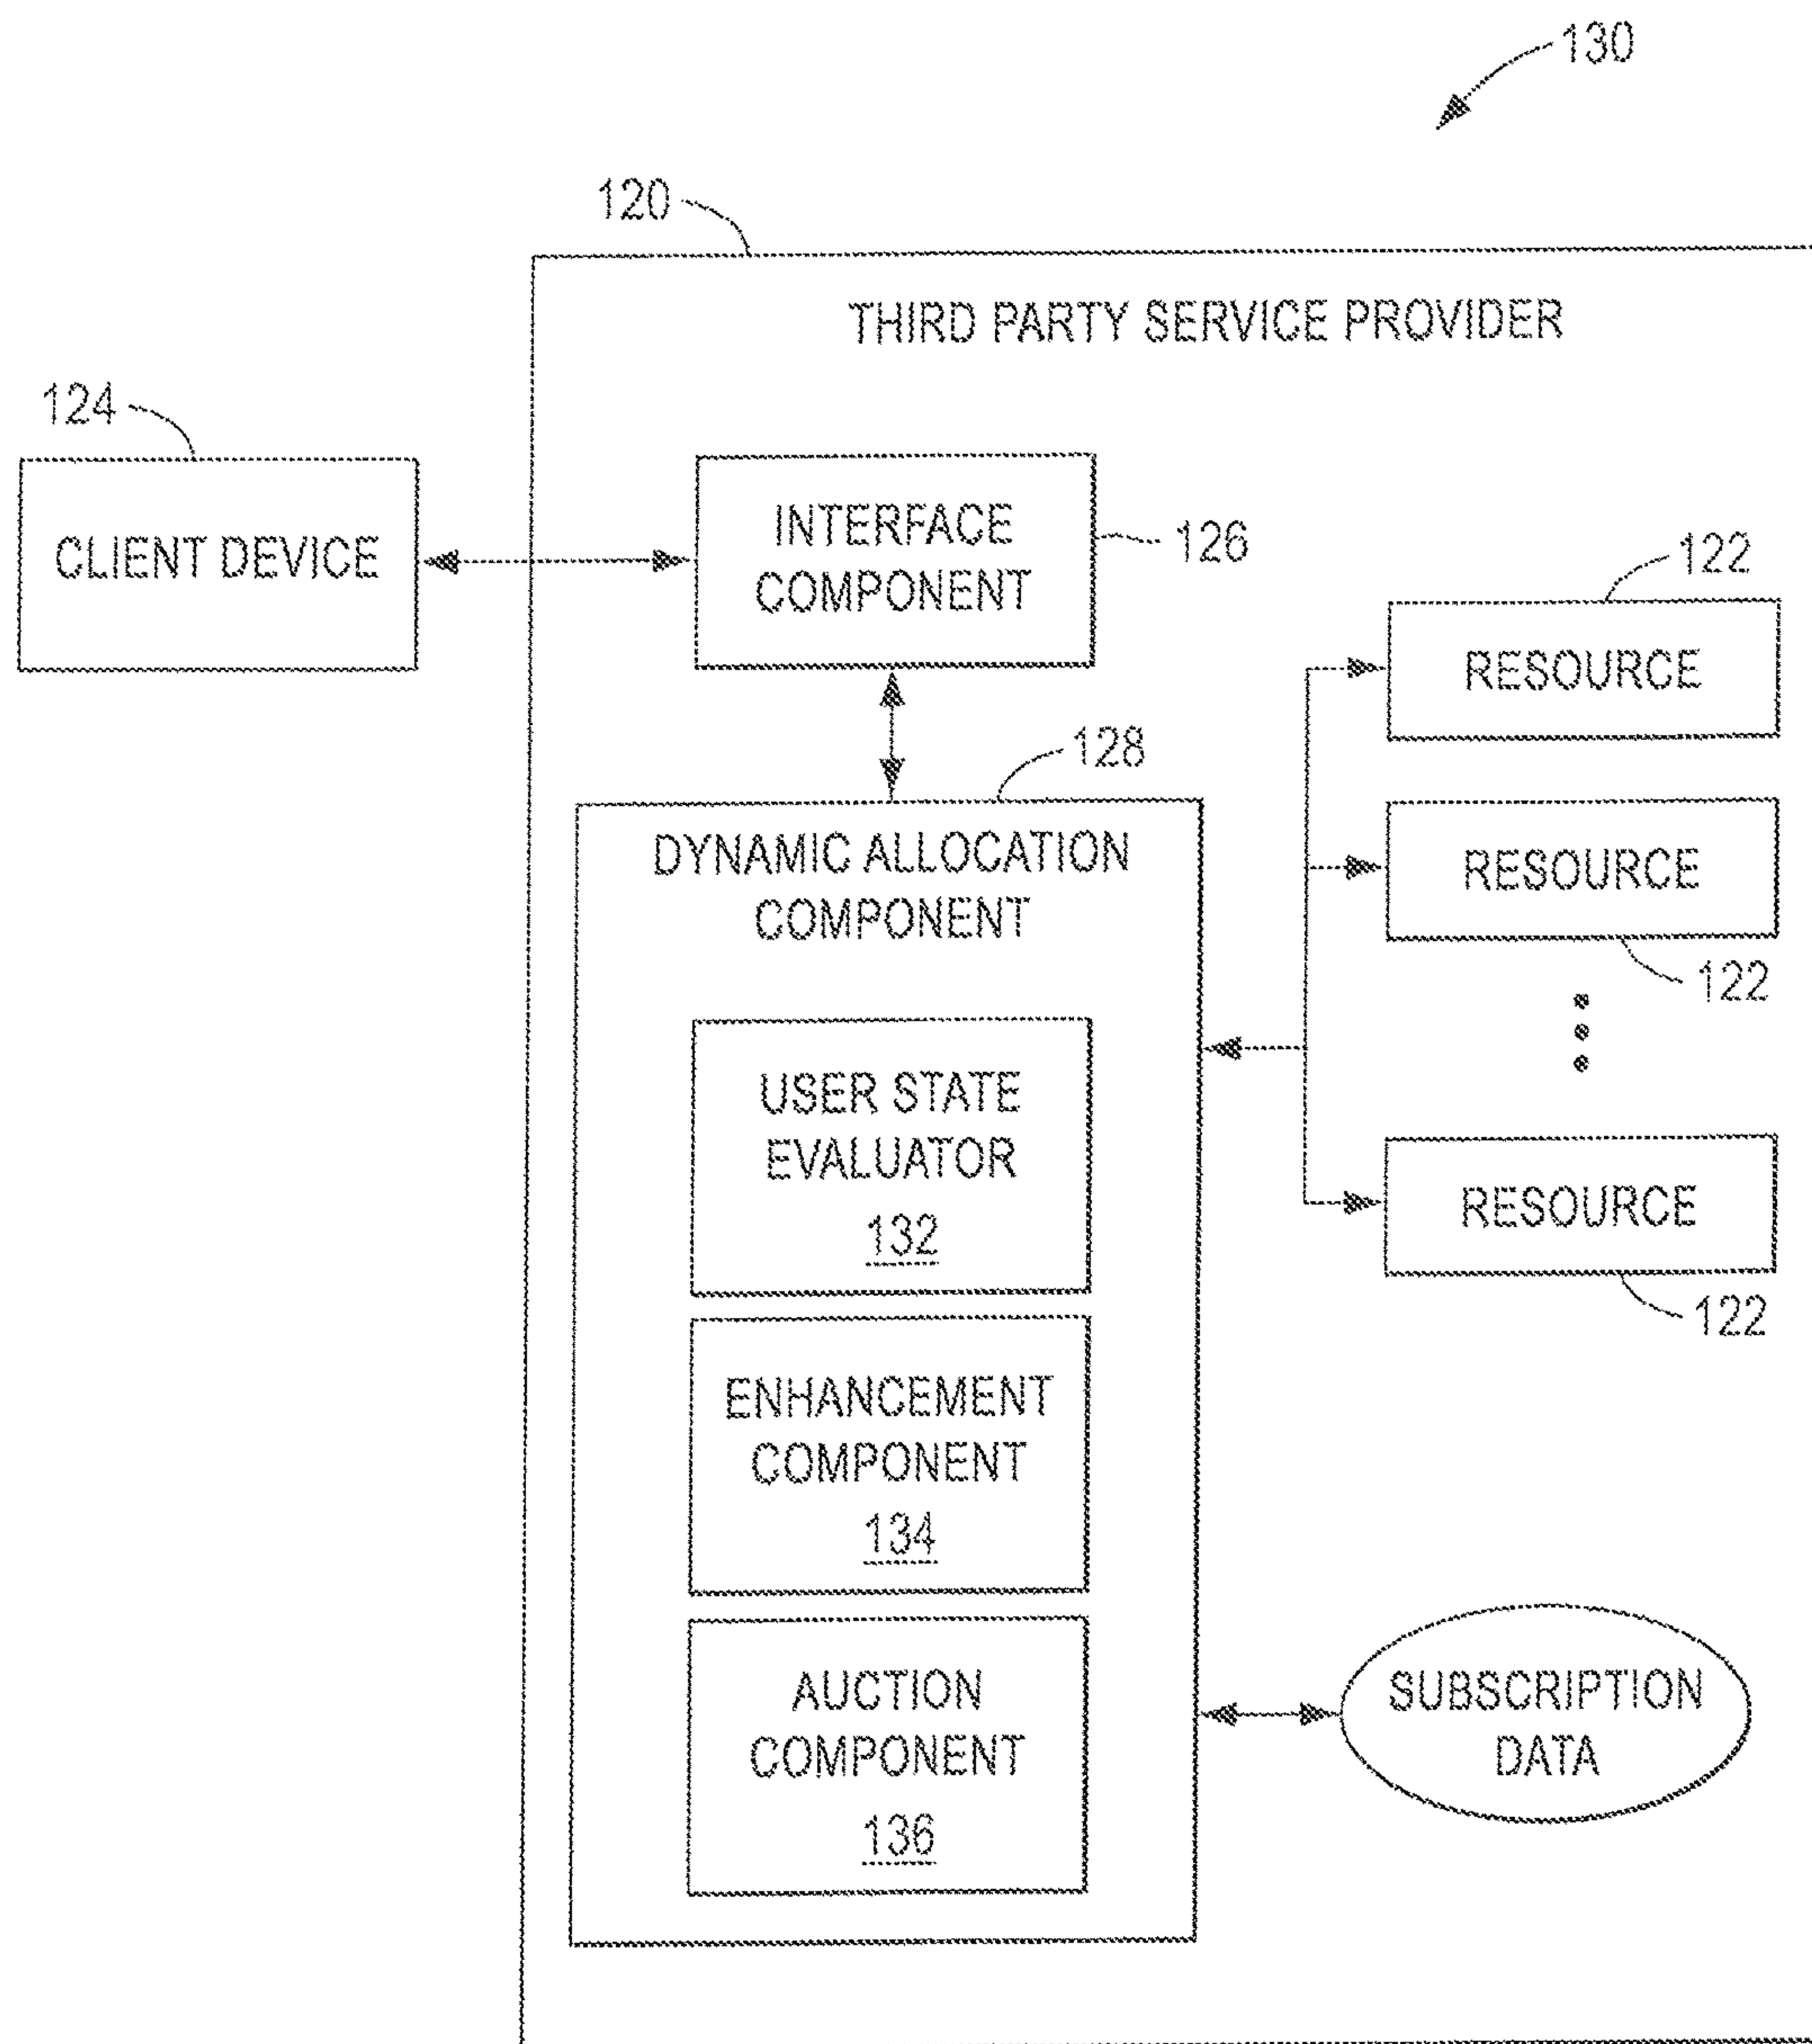 130
120
THIRD PARTY SERVICE PROVIDER
124
CLIENT DEVICE
INTERFACE
COMPONENT
126
122
RESOURCE
128
DYNAMIC ALLOCATION
COMPONENT
RESOURCE
122
USER STATE
EVALUATOR
132
RESOURCE
122
ENHANCEMENT
COMPONENT
134
AUCTION
COMPONENT
136
SUBSCRIPTION
DATA